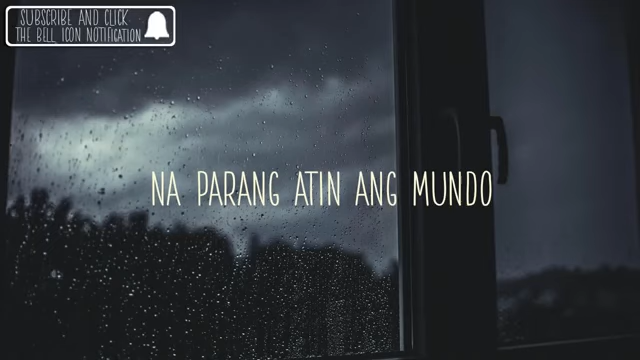 SUBSCRIBE AND CLICK
THE BELL ICON NOTIFICATION
NA PARANG ATIN ANG MUNDO